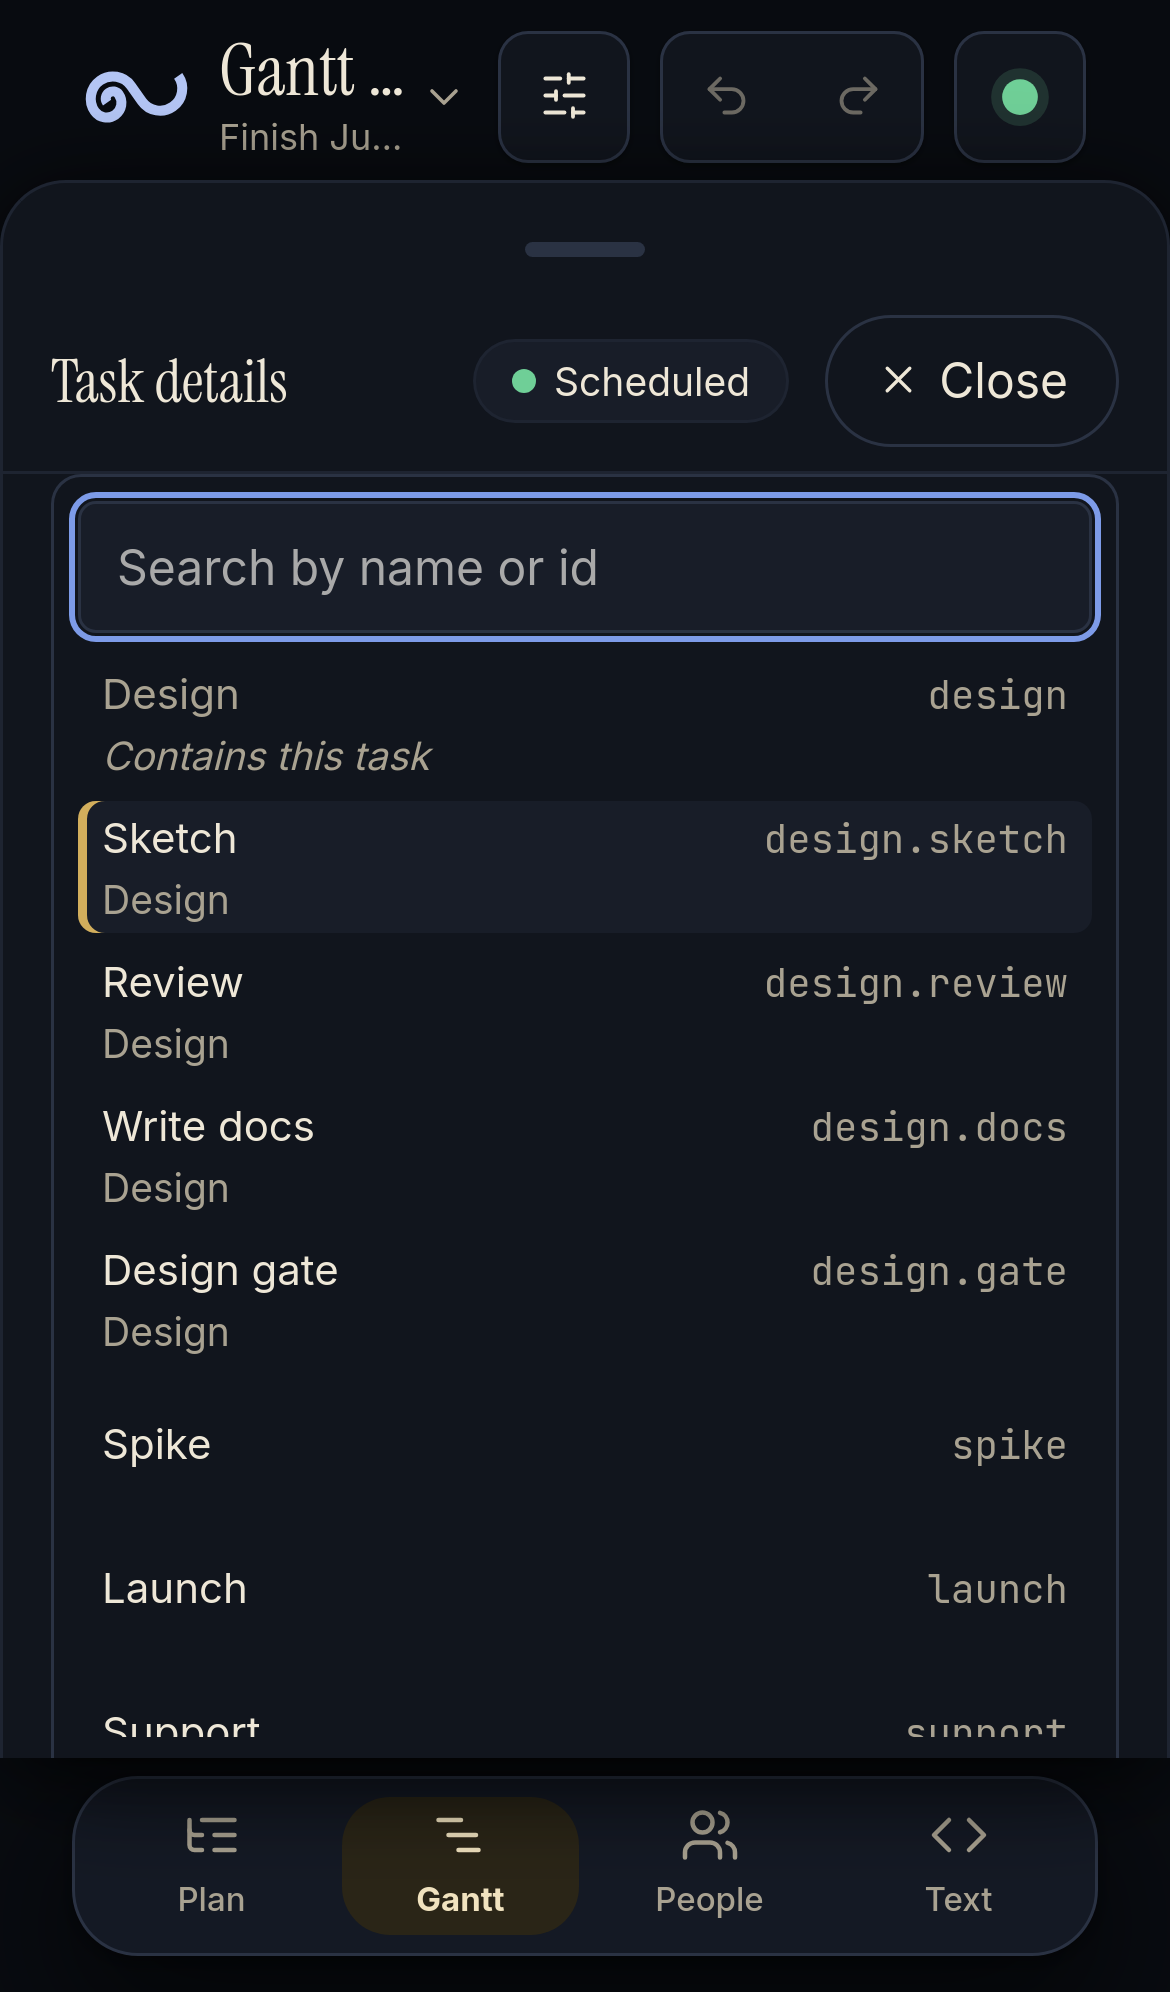 Gantt ...
Finish Ju...
Task details
Scheduled
Close
Search by name or id
Design design
Contains this task
Sketch design.sketch
Design
Review design.review
Design
Write docs design.docs
Design
Design gate design.gate
Design
Spike spike
Launch launch
Support support
Plan Gantt People Text